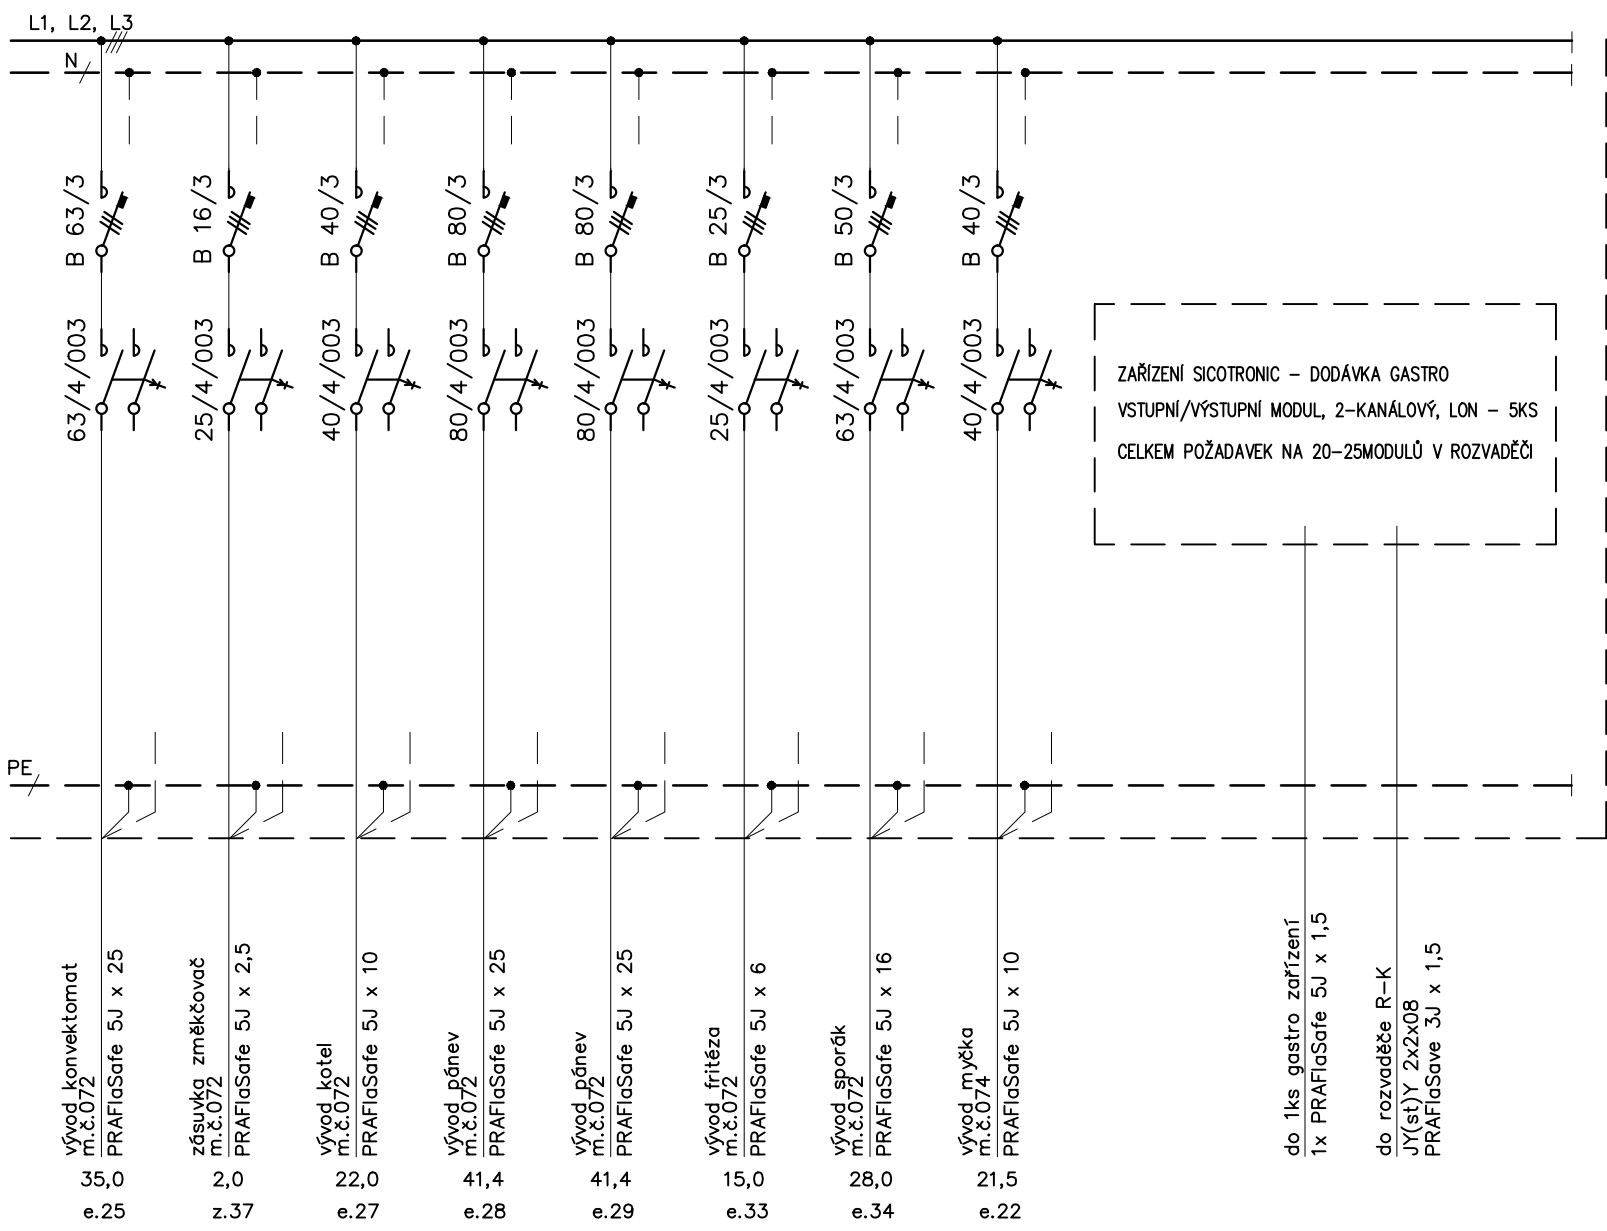 L1, L2, L3
N
B 63/3
B 16/3
B 40/3
B 80/3
B 80/3
B 25/3
B 50/3
B 40/3
63/4/003
25/4/003
40/4/003
80/4/003
80/4/003
25/4/003
63/4/003
40/4/003
ZAŘÍZENÍ SICOTRONIC – DODÁVKA GASTRO
VSTUPNÍ/VÝSTUPNÍ MODUL, 2–KANÁLOVÝ, LON – 5KS
CELKEM POŽADAVEK NA 20–25MODULŮ V ROZVADĚČI
PE
vývod konvektomat
m.č.072
PRAFlaSafe 5J x 25
35,0
e.25
zásuvka změkčovač
m.č.072
PRAFlaSafe 5J x 2,5
2,0
z.37
vývod kotel
m.č.072
PRAFlaSafe 5J x 10
22,0
e.27
vývod pánev
m.č.072
PRAFlaSafe 5J x 25
41,4
e.28
vývod pánev
m.č.072
PRAFlaSafe 5J x 25
41,4
e.29
vývod fritéza
m.č.072
PRAFlaSafe 5J x 6
15,0
e.33
vývod sporák
m.č.072
PRAFlaSafe 5J x 16
28,0
e.34
vývod myčka
m.č.074
PRAFlaSafe 5J x 10
21,5
e.22
do 1ks gastro zařízení
1x PRAFlaSafe 5J x 1,5
do rozvaděče R–K
JY(st)Y 2x2x08
PRAFlaSave 3J x 1,5